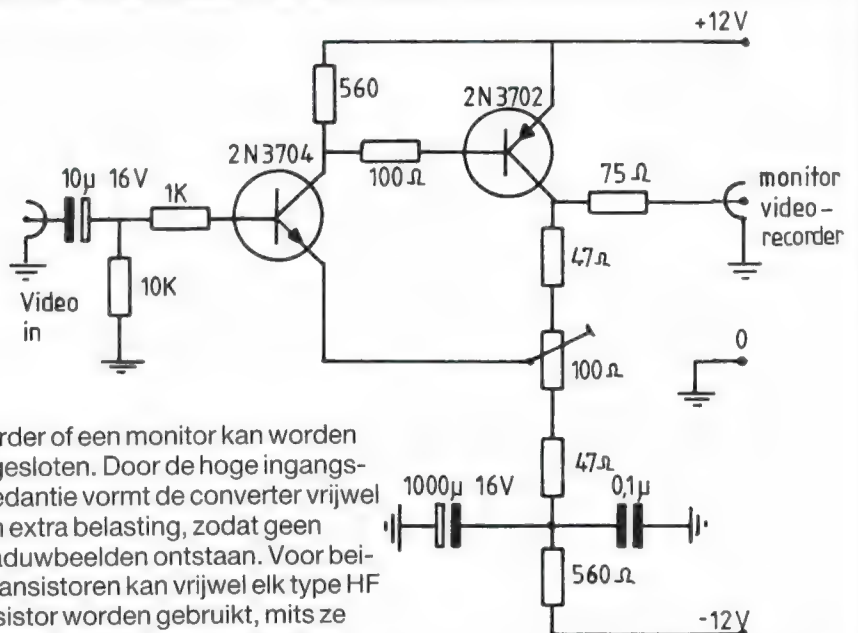 +12V
560
2N3702
2N3704
10µ 16V
1K
100Ω
75Ω
monitor
video-
recorder
47Ω
10K
Video
in
0
100Ω
rder of een monitor kan worden
gesloten. Door de hoge ingangs-
edantie vormt de converter vrijwel
n extra belasting, zodat geen
aduwbeelden ontstaan. Voor bei-
ansistoren kan vrijwel elk type HF
sistor worden gebruikt, mits ze
47Ω
1000µ 16V
0,1µ
560Ω
-12V